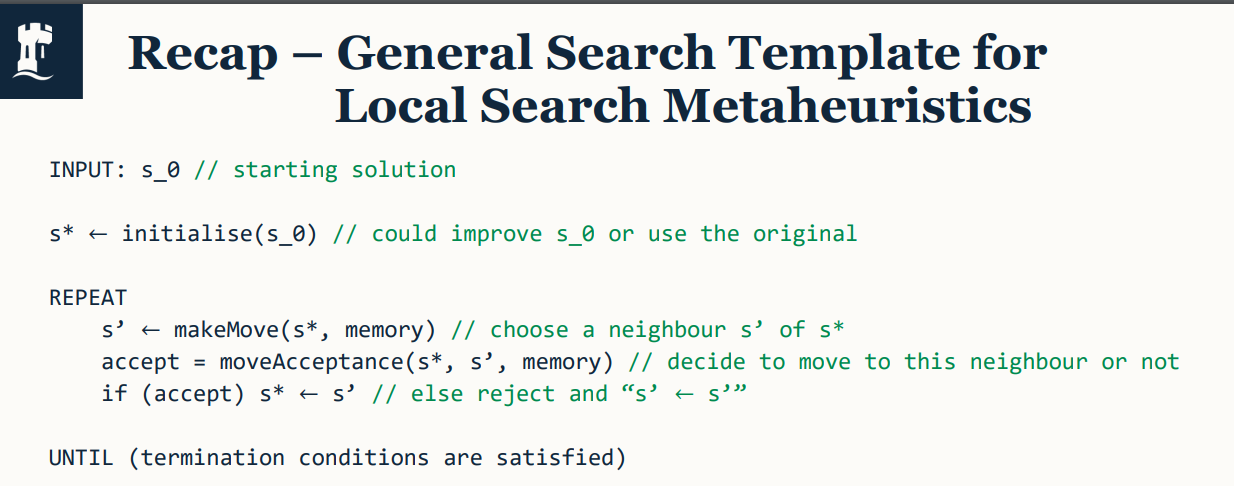 Recap – General Search Template for
Local Search Metaheuristics
INPUT: s_0 // starting solution
s* ← initialise(s_0) // could improve s_0 or use the original
REPEAT
s’ ← makeMove(s*, memory) // choose a neighbour s’ of s*
accept = moveAcceptance(s*, s’, memory) // decide to move to this neighbour or not
if (accept) s* ← s’ // else reject and “s’ ← s’”
UNTIL (termination conditions are satisfied)